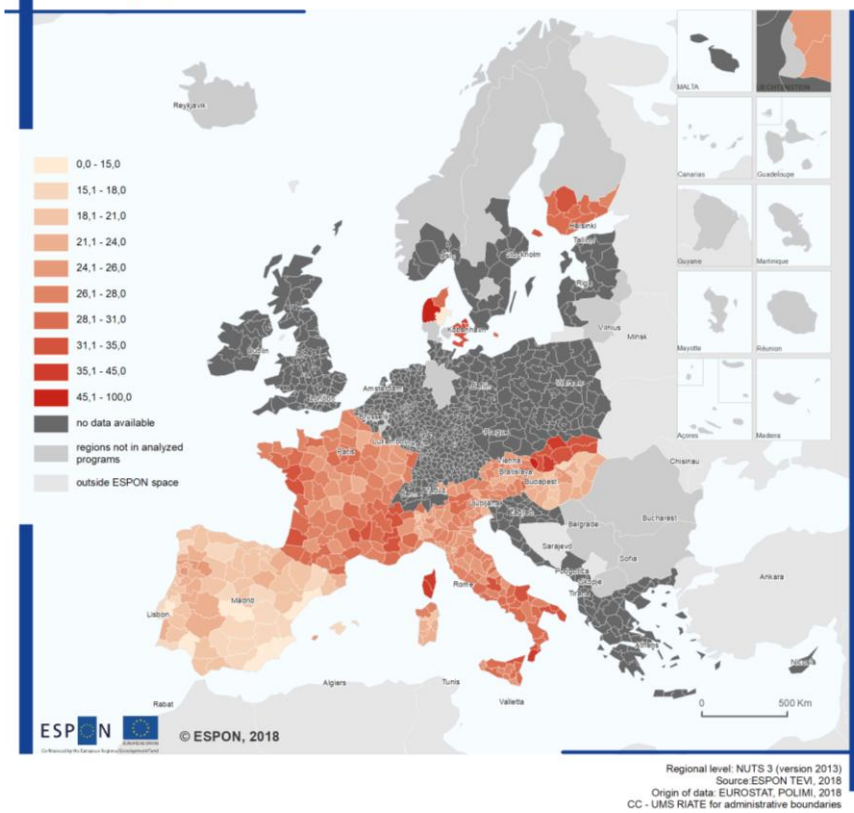 Reykjavik
MALTA
LIECHTENSTEIN
Canarias
Guadeloupe
Guyane
Martinique
Mayotte
Réunion
Açores
Madeira
0,0 - 15,0
15,1 - 18,0
18,1 - 21,0
21,1 - 24,0
24,1 - 26,0
26,1 - 28,0
28,1 - 31,0
31,1 - 35,0
35,1 - 45,0
45,1 - 100,0
no data available
regions not in analyzed
programs
outside ESPON space
Helsinki
Tallinn
Stockholm
Riga
Vilnius
Minsk
Dublin
London
Amsterdam
Berlin
Warsaw
Prague
Paris
Vienna
Bratislava
Budapest
Chisinau
Zagreb
Belgrade
Bucharest
Sarajevo
Sofia
Podgorica
Skopje
Ankara
Rome
Madrid
Lisbon
Athens
Algiers
Tunis
Rabat
Valletta
0 500 Km
ESPON
© ESPON, 2018
Regional level: NUTS 3 (version 2013)
Source:ESPON TEVI, 2018
Origin of data: EUROSTAT, POLIMI, 2018
CC - UMS RIATE for administrative boundaries